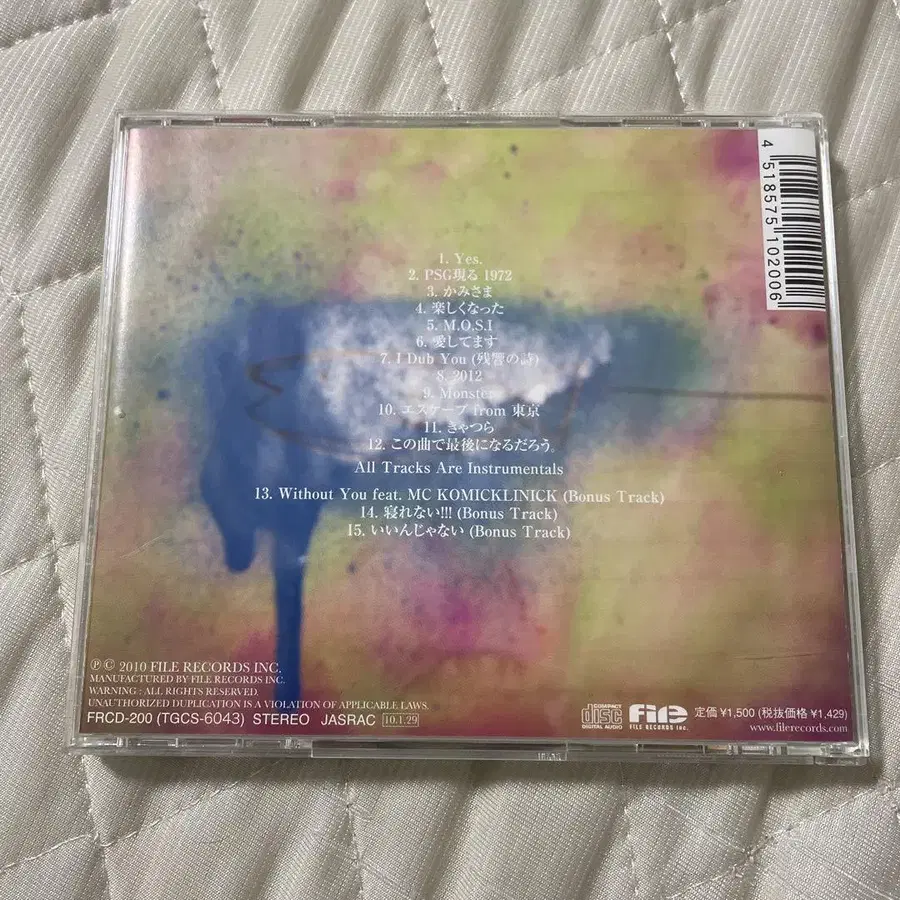 4 518575 102006
1. Yes.
2. PSG現る 1972
3. かみさま
4. 楽しくなった
5. M.O.S.I
6. 愛してます
7. I Dub You (残響の詩)
8. 2012
9. Monster
10. エスケープ from 東京
11. きゃつら
12. この曲で最後になるだろう。
All Tracks Are Instrumentals
13. Without You feat. MC KOMICKLINICK (Bonus Track)
14. 寝れない!!! (Bonus Track)
15. いいんじゃない (Bonus Track)
Ⓟ Ⓒ 2010 FILE RECORDS INC.
MANUFACTURED BY FILE RECORDS INC.
WARNING : ALL RIGHTS RESERVED.
UNAUTHORIZED DUPLICATION IS A VIOLATION OF APPLICABLE LAWS.
FRCD-200 (TGCS-6043) STEREO JASRAC 10.1.29
COMPACT disc DIGITAL AUDIO
File FILE RECORDS Inc.
定価 ¥1,500 (税抜価格 ¥1,429)
www.filerecords.com